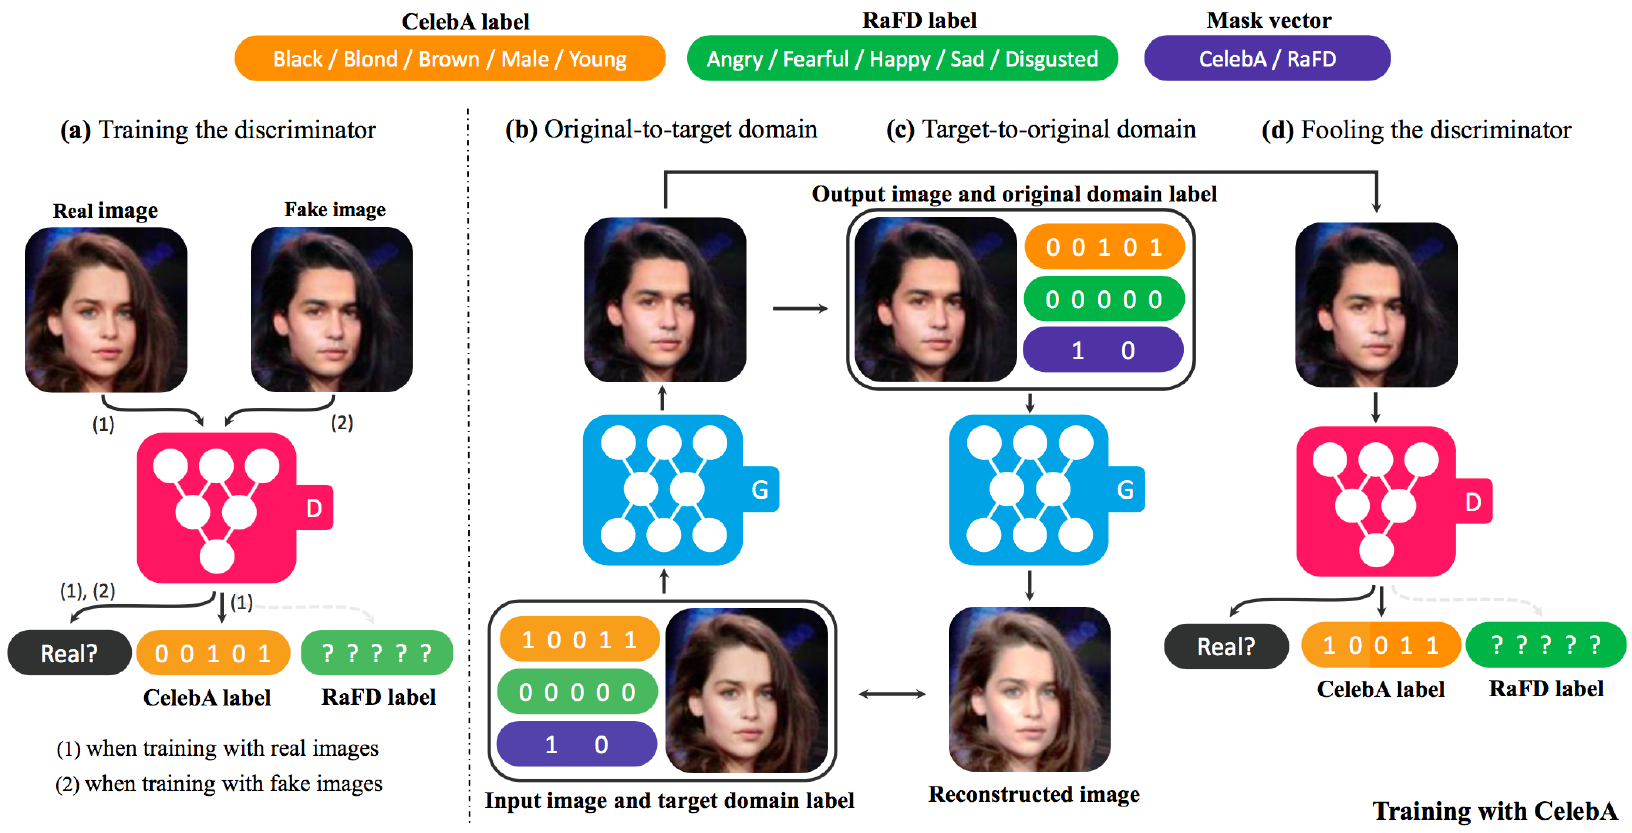 CelebA label
RaFD label
Mask vector
Black / Blond / Brown / Male / Young
Angry / Fearful / Happy / Sad / Disgusted
CelebA / RaFD
(a) Training the discriminator
(b) Original-to-target domain
(c) Target-to-original domain
(d) Fooling the discriminator
Real image
Fake image
(1)
(2)
D
(1), (2)
(1)
Real?
0 0 1 0 1
? ? ? ? ?
CelebA label
RaFD label
(1) when training with real images
(2) when training with fake images
G
1 0 0 1 1
0 0 0 0 0
1 0
Input image and target domain label
Output image and original domain label
0 0 1 0 1
0 0 0 0 0
1 0
G
Reconstructed image
D
Real?
1 0 0 1 1
? ? ? ? ?
CelebA label
RaFD label
Training with CelebA